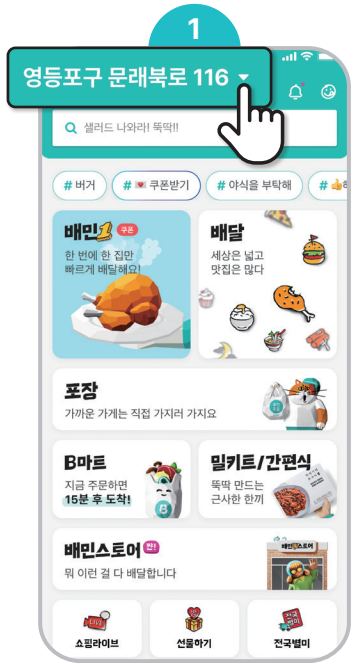 1
영등포구 문래북로 116
샐러드 나와라! 뚝딱!!
# 버거
# 쿠폰받기
# 야식을 부탁해
#
배민1 쿠폰
한 번에 한 집만
빠르게 배달해요!
배달
세상은 넓고
맛집은 많다
포장
가까운 가게는 직접 가지러 가지요
B마트
지금 주문하면
15분 후 도착!
밀키트/간편식
뚝딱 만드는
근사한 한끼
배민스토어
뭐 이런 걸 다 배달합니다
배민스토어
LIVE
쇼핑라이브
선물하기
전국별미
전국별미